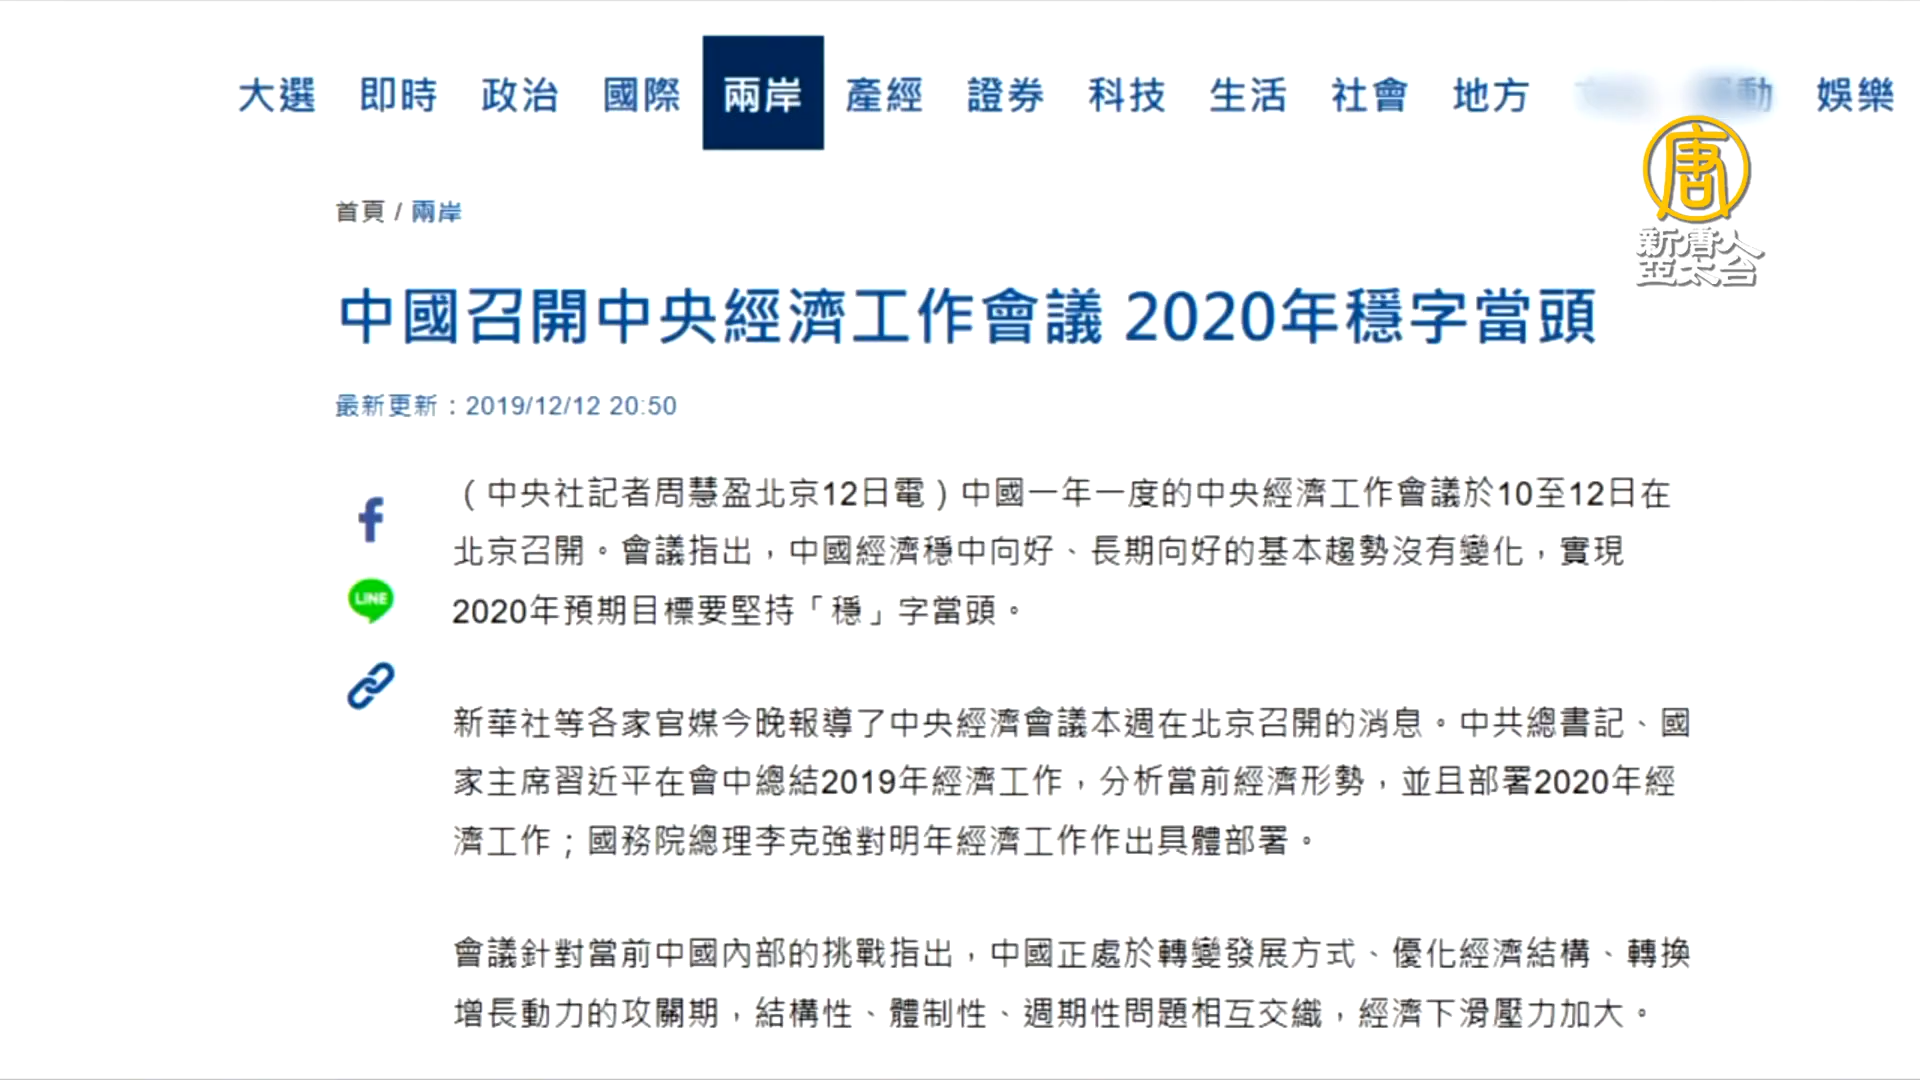 大選 即時 政治 國際 兩岸 產經 證券 科技 生活 社會 地方 運動 娛樂
唐
新唐人
亞太台
首頁 / 兩岸
中國召開中央經濟工作會議 2020年穩字當頭
最新更新：2019/12/12 20:50
（中央社記者周慧盈北京12日電）中國一年一度的中央經濟工作會議於10至12日在
北京召開。會議指出，中國經濟穩中向好、長期向好的基本趨勢沒有變化，實現
2020年預期目標要堅持「穩」字當頭。
LINE
新華社等各家官媒今晚報導了中央經濟會議本週在北京召開的消息。中共總書記、國
家主席習近平在會中總結2019年經濟工作，分析當前經濟形勢，並且部署2020年經
濟工作；國務院總理李克強對明年經濟工作作出具體部署。
會議針對當前中國內部的挑戰指出，中國正處於轉變發展方式、優化經濟結構、轉換
增長動力的攻關期，結構性、體制性、週期性問題相互交織，經濟下滑壓力加大。